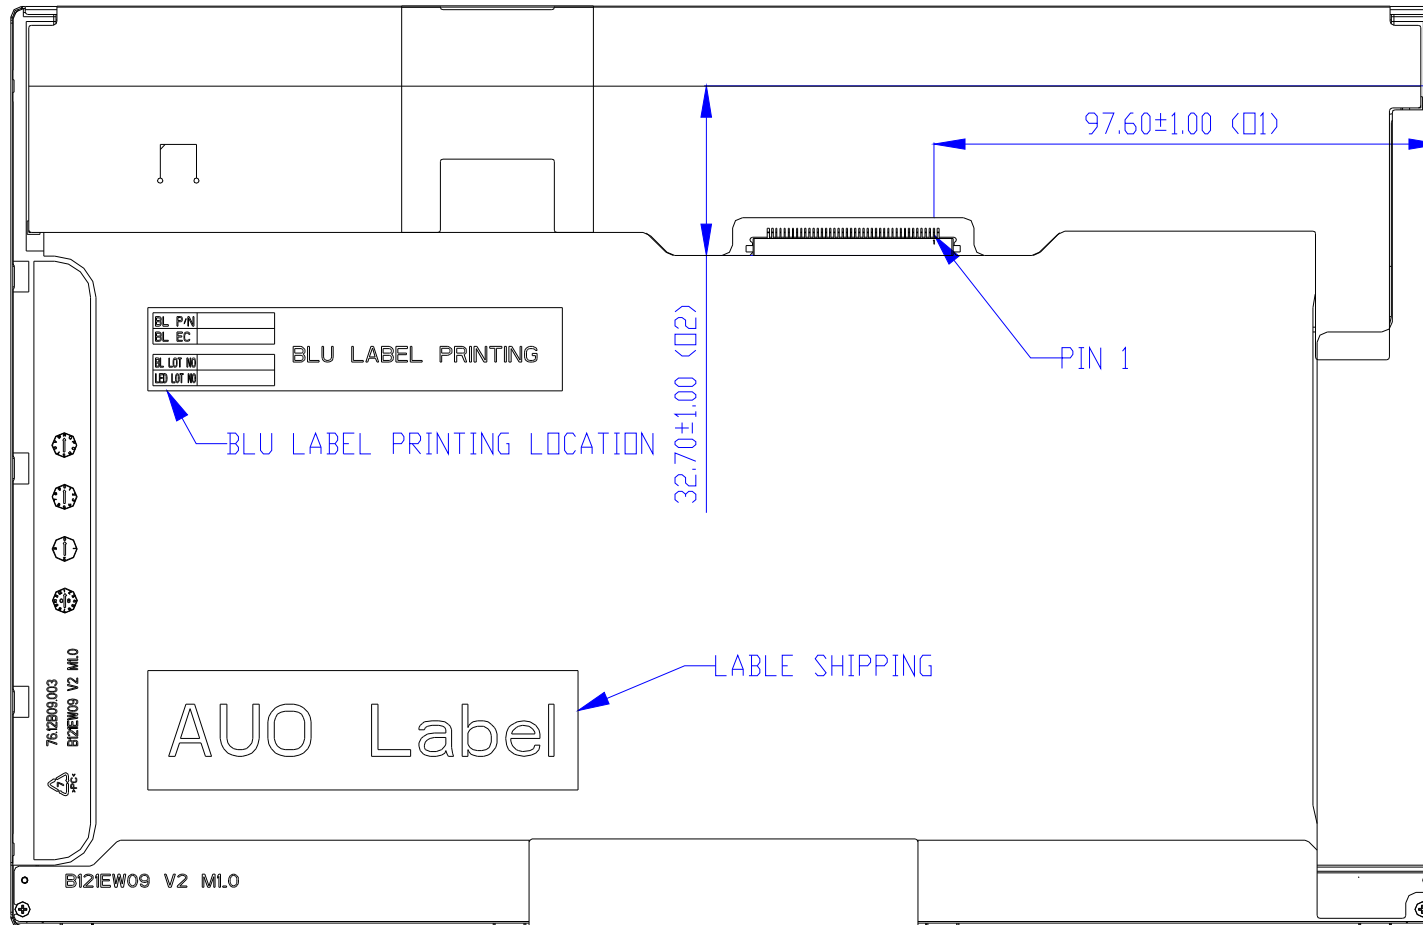 97.60±1.00 (□1)
32.70±1.00 (□2)
PIN 1
BL P/N
BL EC
BL LOT NO
LED LOT NO
BLU LABEL PRINTING
BLU LABEL PRINTING LOCATION
LABLE SHIPPING
AUO Label
76.12B09.003
B121EW09 V2 M1.0
7
>PC<
B121EW09 V2 M1.0